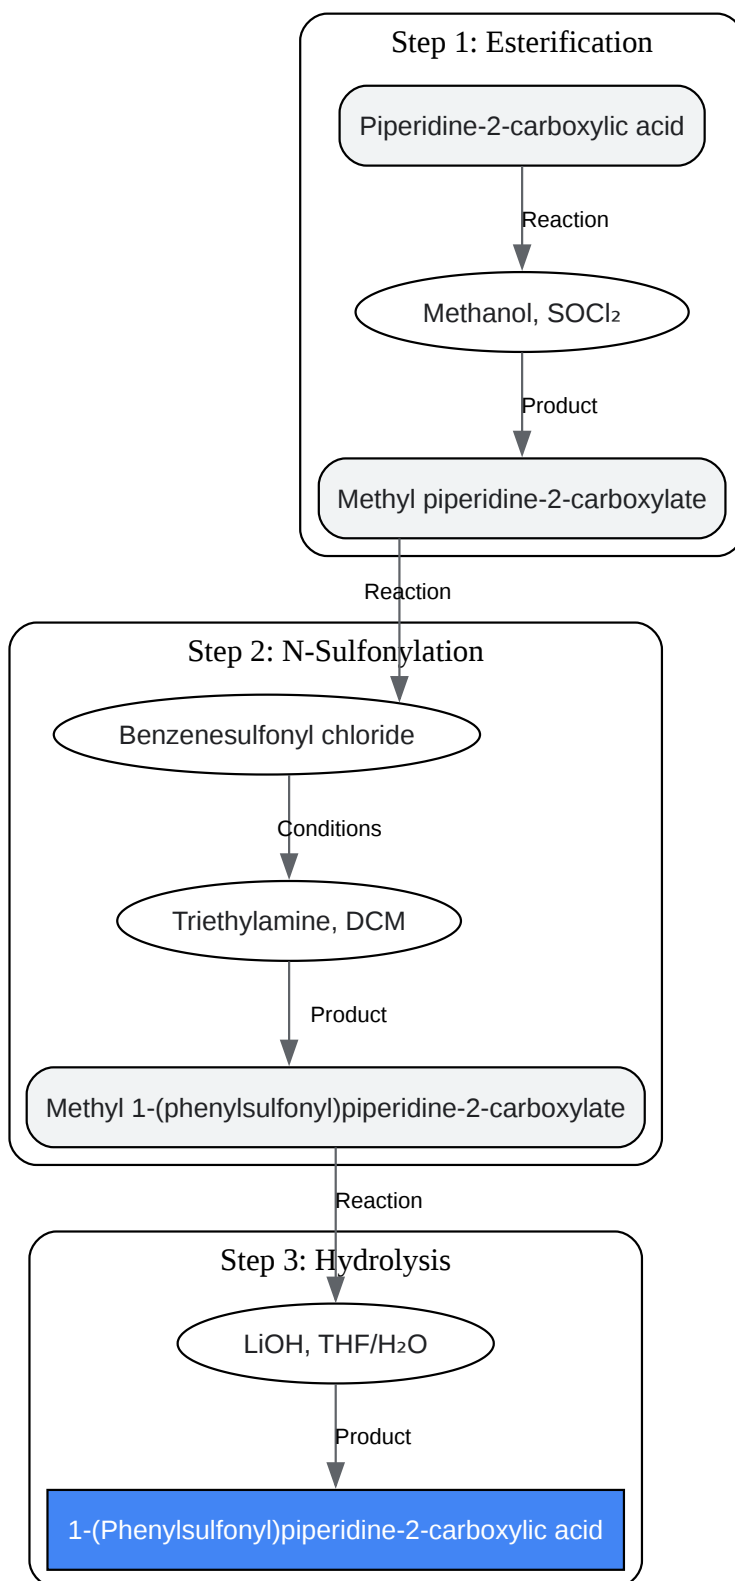 Step 1: Esterification
Piperidine-2-carboxylic acid
Reaction
Methanol, SOCl₂
Product
Methyl piperidine-2-carboxylate
Reaction
Step 2: N-Sulfonylation
Benzenesulfonyl chloride
Conditions
Triethylamine, DCM
Product
Methyl 1-(phenylsulfonyl)piperidine-2-carboxylate
Reaction
Step 3: Hydrolysis
LiOH, THF/H₂O
Product
1-(Phenylsulfonyl)piperidine-2-carboxylic acid